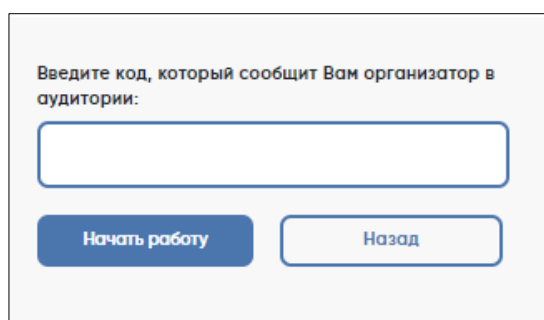 Введите код, который сообщит Вам организатор в
аудитории:
Начать работу
Назад